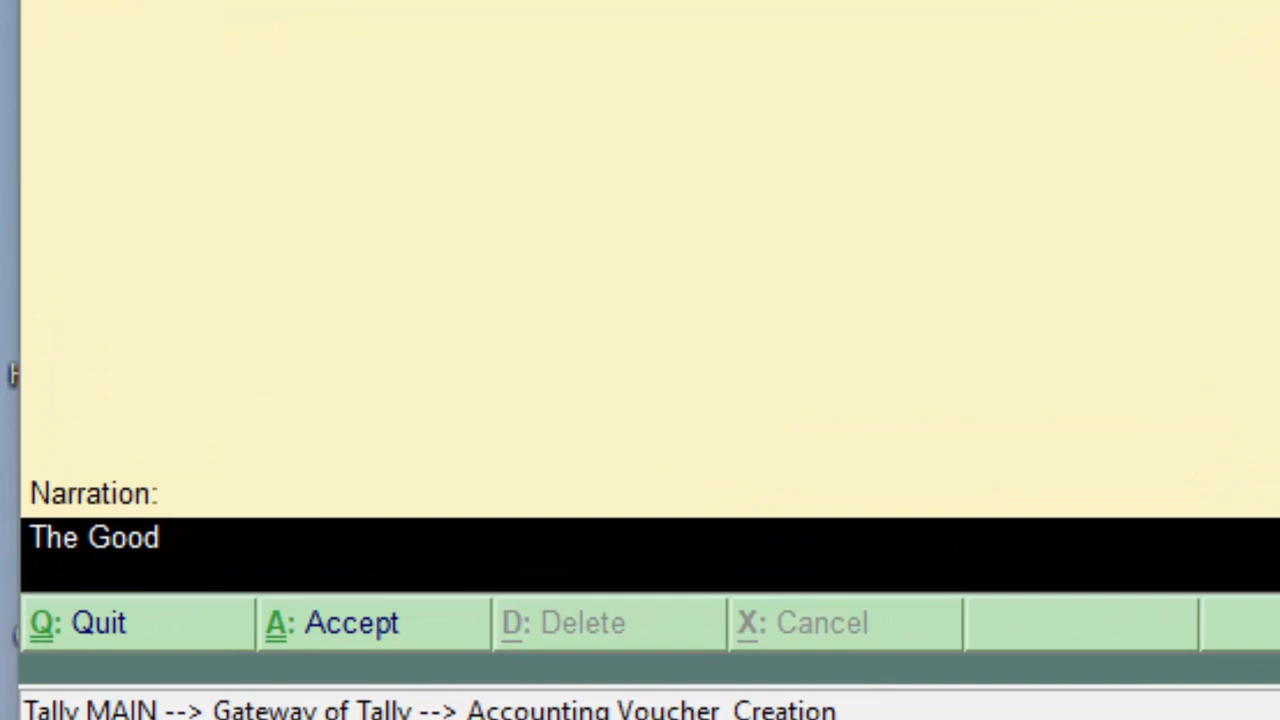 Narration:
The Good
Q: Quit A: Accept D: Delete X: Cancel
Tally MAIN --> Gateway of Tally --> Accounting Voucher Creation